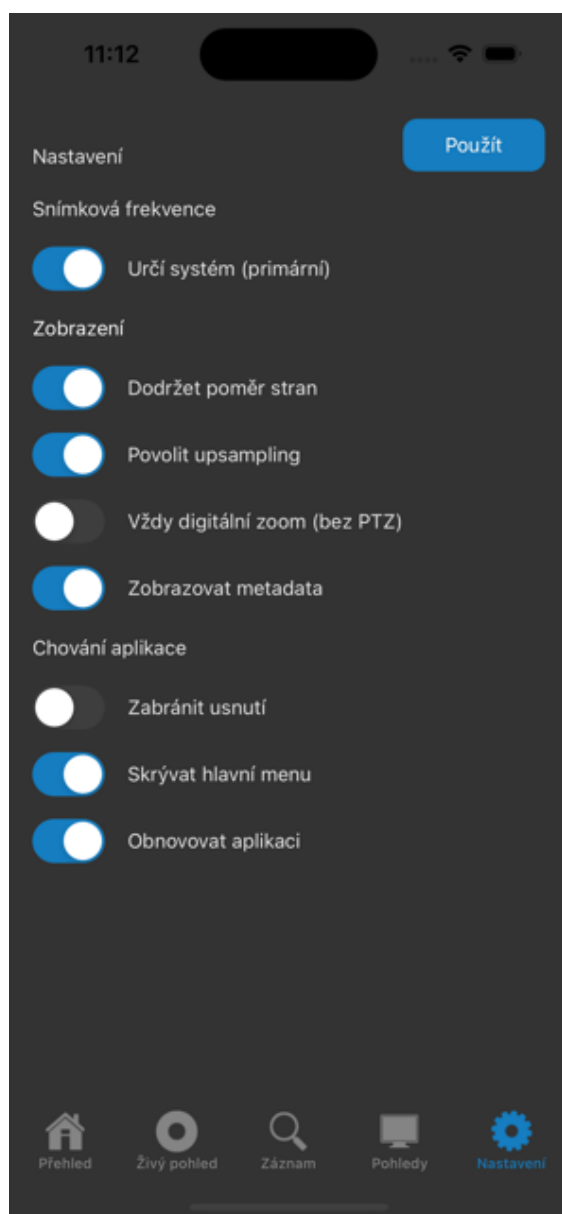 11:12
Použít
Nastavení
Snímková frekvence
Určí systém (primární)
Zobrazení
Dodržet poměr stran
Povolit upsampling
Vždy digitální zoom (bez PTZ)
Zobrazovat metadata
Chování aplikace
Zabránit usnutí
Skrývat hlavní menu
Obnovovat aplikaci
Přehled Živý pohled Záznam Pohledy Nastavení